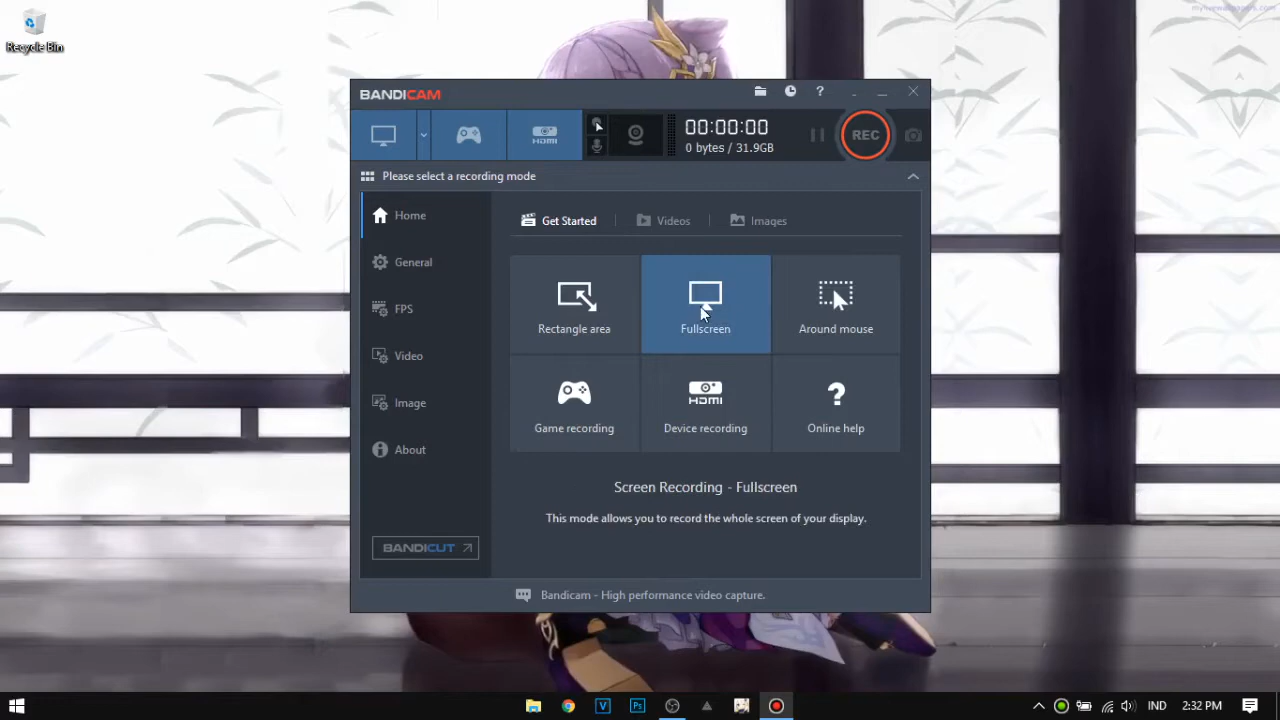 Recycle Bin
BANDICAM
?
00:00:00
0 bytes / 31.9GB
REC
HDMI
Please select a recording mode
Home
General
FPS
Video
Image
About
BANDICUT
Get Started
Videos
Images
Rectangle area
Fullscreen
Around mouse
HDMI
?
Game recording
Device recording
Online help
Screen Recording - Fullscreen
This mode allows you to record the whole screen of your display.
Bandicam - High performance video capture.
V
Ps
IND
2:32 PM